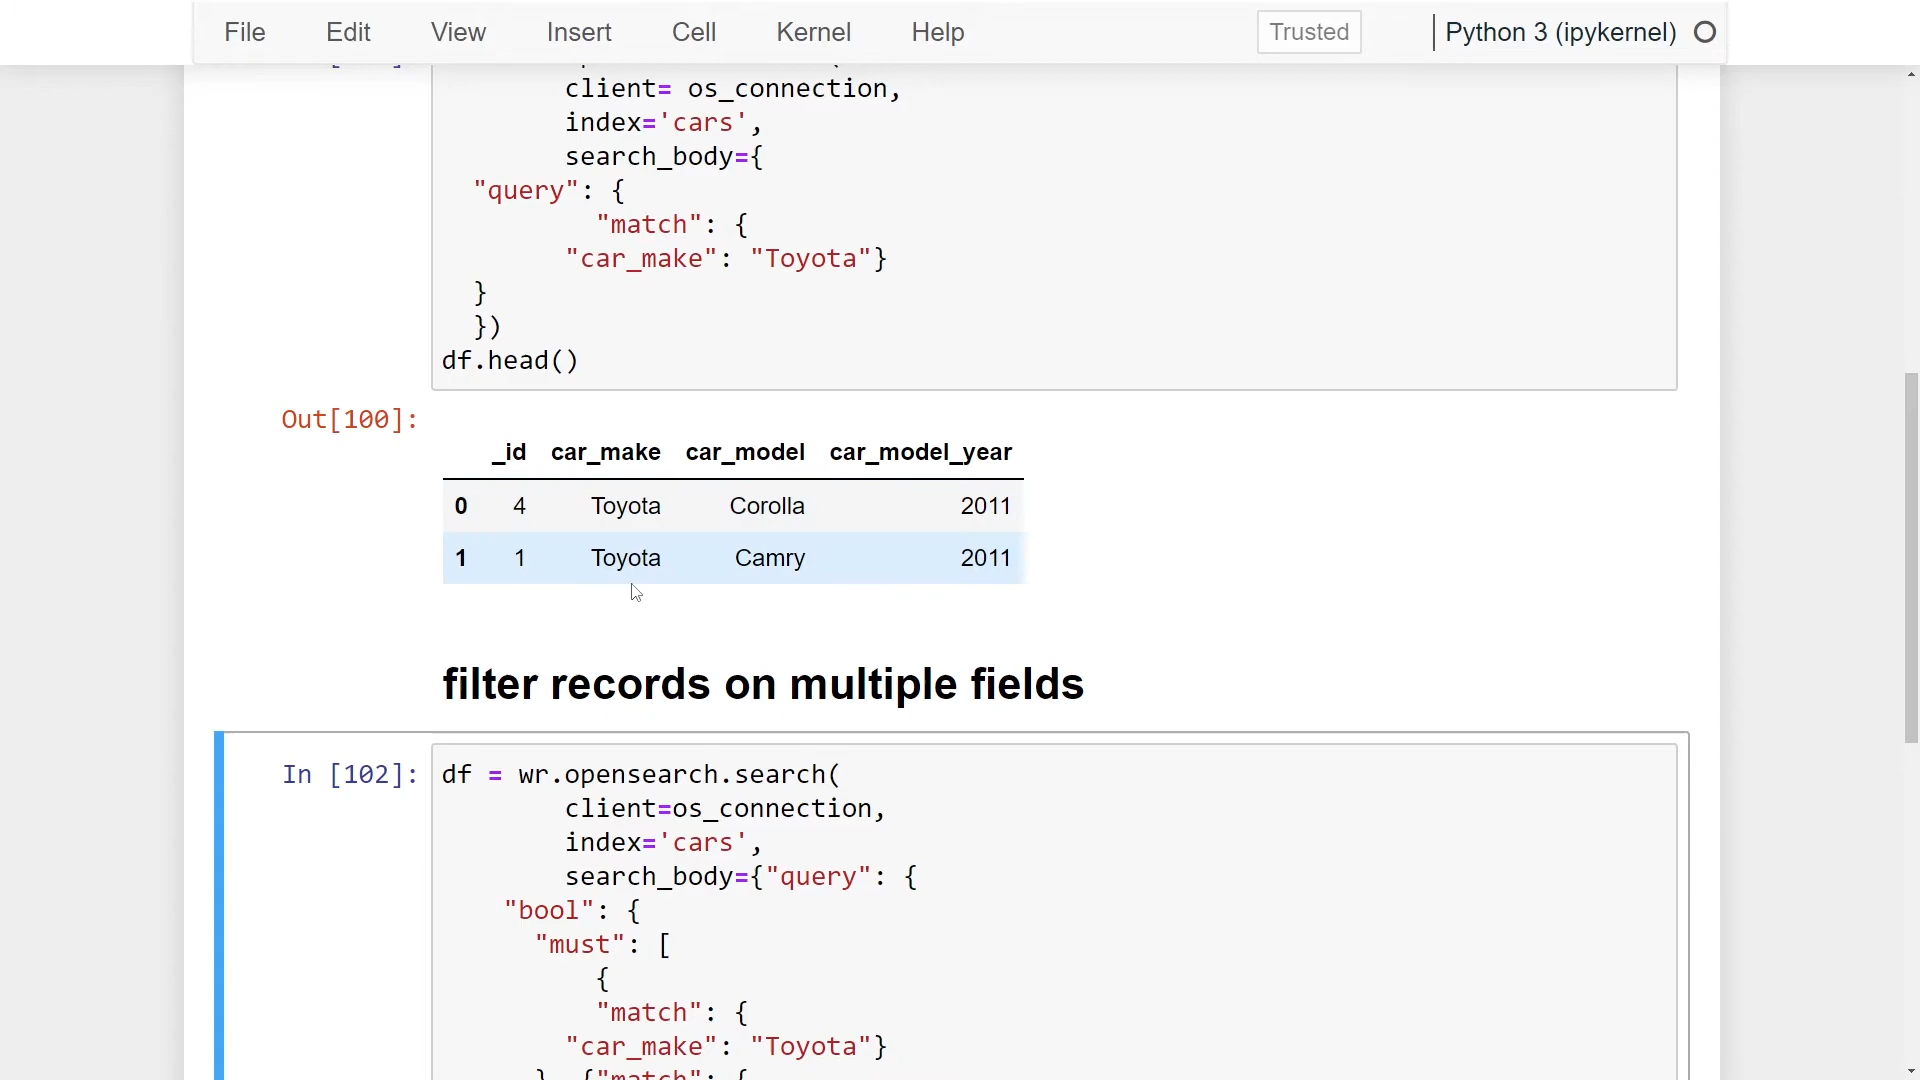 File Edit View Insert Cell Kernel Help Trusted Python 3 (ipykernel)
client= os_connection,
index='cars',
search_body={
"query": {
"match": {
"car_make": "Toyota"}
}
})
df.head()
Out[100]:
_id car_make car_model car_model_year
0 4 Toyota Corolla 2011
1 1 Toyota Camry 2011
filter records on multiple fields
In [102]: df = wr.opensearch.search(
client=os_connection,
index='cars',
search_body={"query": {
"bool": {
"must": [
{
"match": {
"car_make": "Toyota"}
}, {"match": {